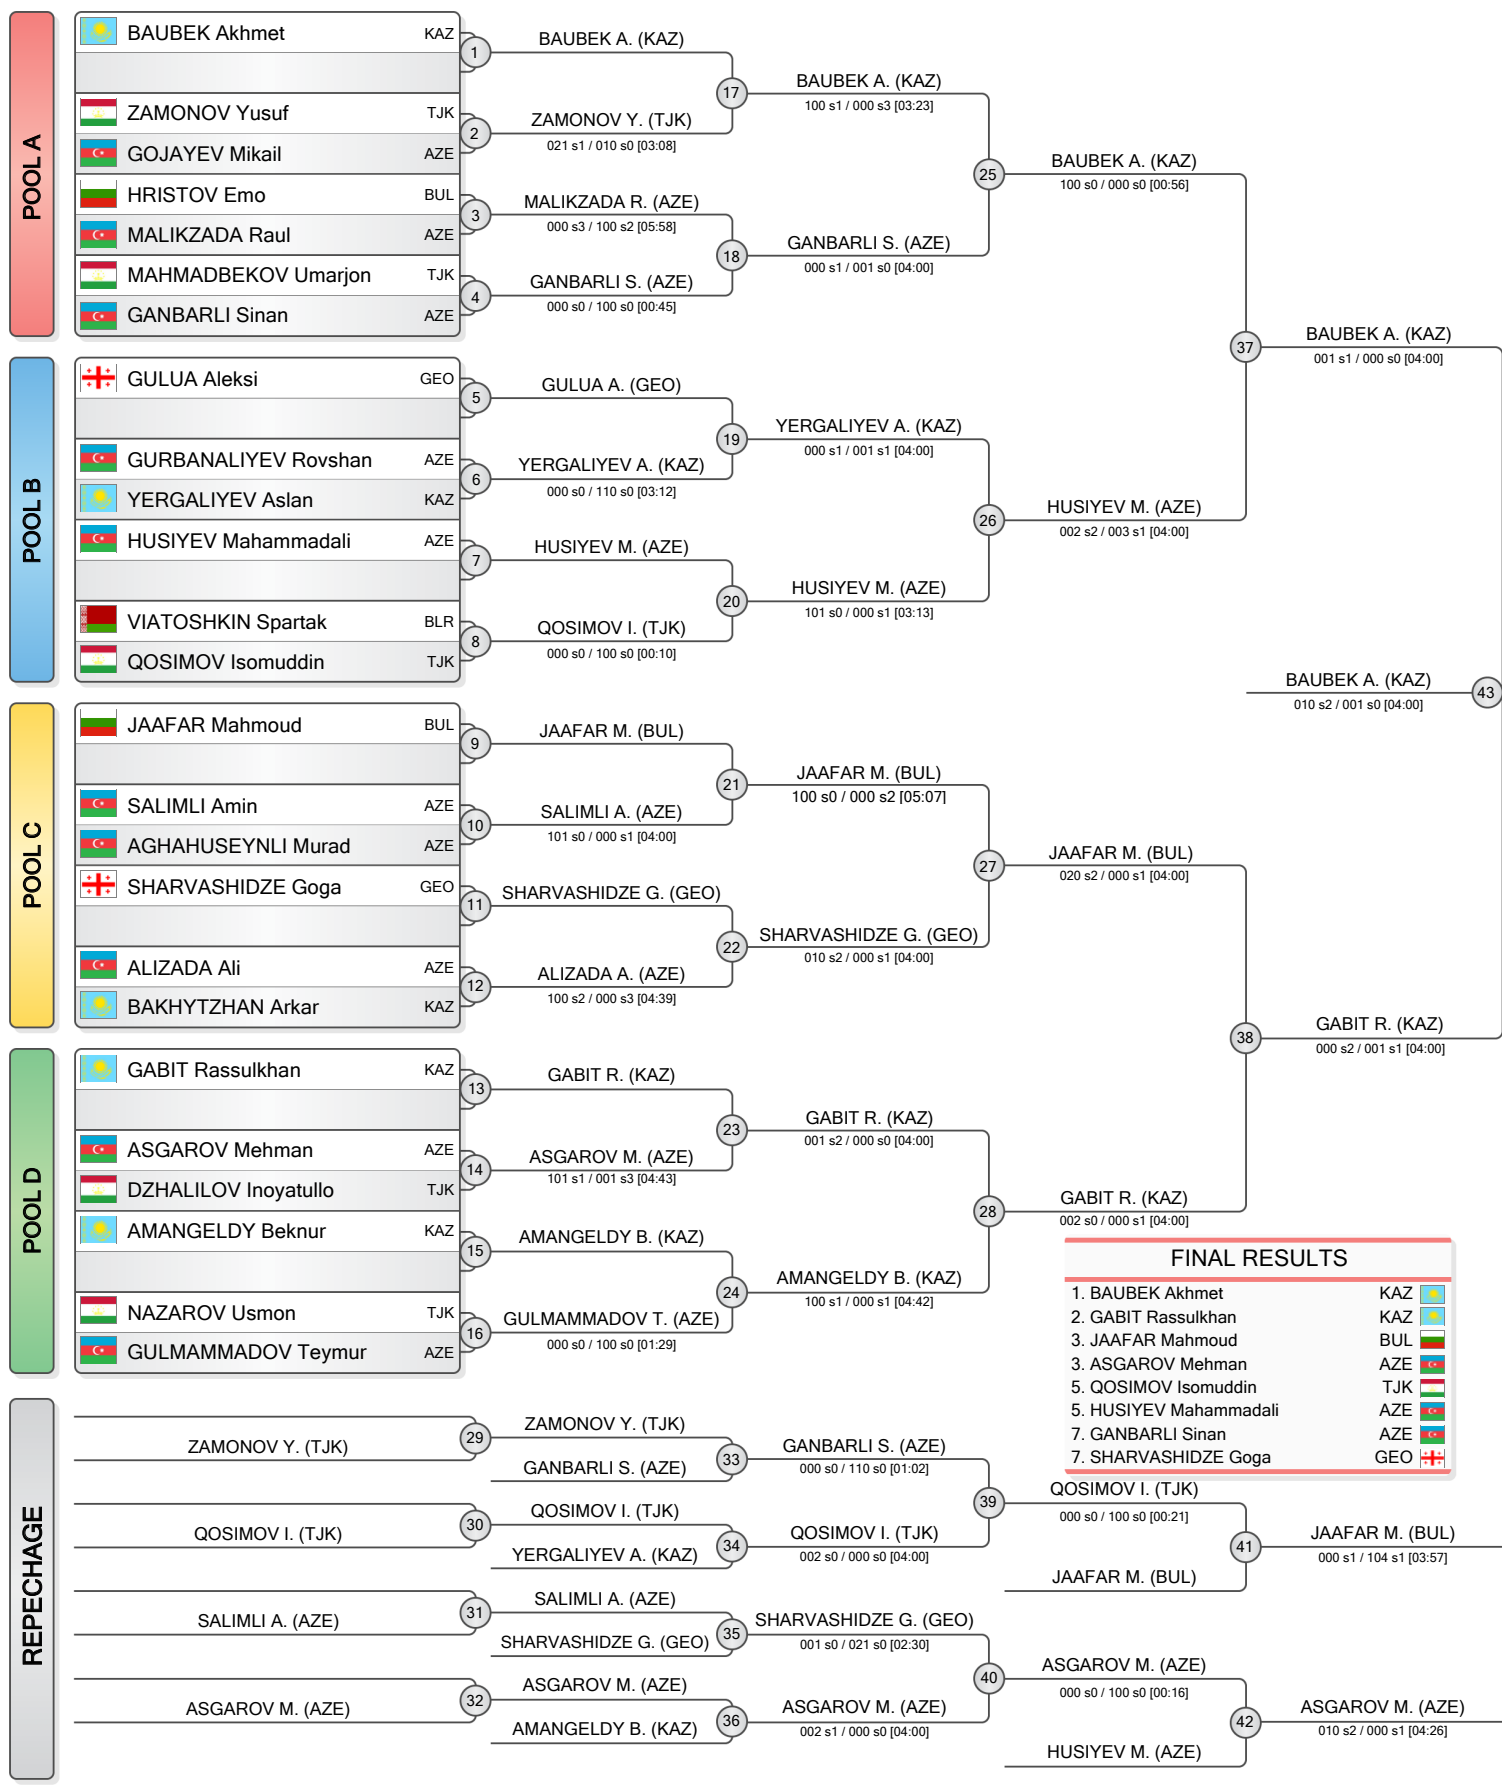 POOL A
BAUBEK Akhmet KAZ
ZAMONOV Yusuf TJK
GOJAYEV Mikail AZE
HRISTOV Emo BUL
MALIKZADA Raul AZE
MAHMADBEKOV Umarjon TJK
GANBARLI Sinan AZE
1
BAUBEK A. (KAZ)
2
ZAMONOV Y. (TJK)
021 s1 / 010 s0 [03:08]
3
MALIKZADA R. (AZE)
000 s3 / 100 s2 [05:58]
4
GANBARLI S. (AZE)
000 s0 / 100 s0 [00:45]
17
BAUBEK A. (KAZ)
100 s1 / 000 s3 [03:23]
18
GANBARLI S. (AZE)
000 s1 / 001 s0 [04:00]
25
BAUBEK A. (KAZ)
100 s0 / 000 s0 [00:56]
POOL B
GULUA Aleksi GEO
GURBANALIYEV Rovshan AZE
YERGALIYEV Aslan KAZ
HUSIYEV Mahammadali AZE
VIATOSHKIN Spartak BLR
QOSIMOV Isomuddin TJK
5
GULUA A. (GEO)
6
YERGALIYEV A. (KAZ)
000 s0 / 110 s0 [03:12]
7
HUSIYEV M. (AZE)
8
QOSIMOV I. (TJK)
000 s0 / 100 s0 [00:10]
19
YERGALIYEV A. (KAZ)
000 s1 / 001 s1 [04:00]
20
HUSIYEV M. (AZE)
101 s0 / 000 s1 [03:13]
26
HUSIYEV M. (AZE)
002 s2 / 003 s1 [04:00]
37
BAUBEK A. (KAZ)
001 s1 / 000 s0 [04:00]
BAUBEK A. (KAZ)
010 s2 / 001 s0 [04:00]
43
POOL C
JAAFAR Mahmoud BUL
SALIMLI Amin AZE
AGHAHUSEYNLI Murad AZE
SHARVASHIDZE Goga GEO
ALIZADA Ali AZE
BAKHYTZHAN Arkar KAZ
9
JAAFAR M. (BUL)
10
SALIMLI A. (AZE)
101 s0 / 000 s1 [04:00]
11
SHARVASHIDZE G. (GEO)
12
ALIZADA A. (AZE)
100 s2 / 000 s3 [04:39]
21
JAAFAR M. (BUL)
100 s0 / 000 s2 [05:07]
22
SHARVASHIDZE G. (GEO)
010 s2 / 000 s1 [04:00]
27
JAAFAR M. (BUL)
020 s2 / 000 s1 [04:00]
POOL D
GABIT Rassulkhan KAZ
ASGAROV Mehman AZE
DZHALILOV Inoyatullo TJK
AMANGELDY Beknur KAZ
NAZAROV Usmon TJK
GULMAMMADOV Teymur AZE
13
GABIT R. (KAZ)
14
ASGAROV M. (AZE)
101 s1 / 001 s3 [04:43]
15
AMANGELDY B. (KAZ)
16
GULMAMMADOV T. (AZE)
000 s0 / 100 s0 [01:29]
23
GABIT R. (KAZ)
001 s2 / 000 s0 [04:00]
24
AMANGELDY B. (KAZ)
100 s1 / 000 s1 [04:42]
28
GABIT R. (KAZ)
002 s0 / 000 s1 [04:00]
38
GABIT R. (KAZ)
000 s2 / 001 s1 [04:00]
FINAL RESULTS
1. BAUBEK Akhmet KAZ
2. GABIT Rassulkhan KAZ
3. JAAFAR Mahmoud BUL
3. ASGAROV Mehman AZE
5. QOSIMOV Isomuddin TJK
5. HUSIYEV Mahammadali AZE
7. GANBARLI Sinan AZE
7. SHARVASHIDZE Goga GEO
REPECHAGE
ZAMONOV Y. (TJK)
29
ZAMONOV Y. (TJK)
GANBARLI S. (AZE)
33
GANBARLI S. (AZE)
000 s0 / 110 s0 [01:02]
QOSIMOV I. (TJK)
30
QOSIMOV I. (TJK)
YERGALIYEV A. (KAZ)
34
QOSIMOV I. (TJK)
002 s0 / 000 s0 [04:00]
39
QOSIMOV I. (TJK)
000 s0 / 100 s0 [00:21]
JAAFAR M. (BUL)
41
JAAFAR M. (BUL)
000 s1 / 104 s1 [03:57]
SALIMLI A. (AZE)
31
SALIMLI A. (AZE)
SHARVASHIDZE G. (GEO)
35
SHARVASHIDZE G. (GEO)
001 s0 / 021 s0 [02:30]
ASGAROV M. (AZE)
32
ASGAROV M. (AZE)
AMANGELDY B. (KAZ)
36
ASGAROV M. (AZE)
002 s1 / 000 s0 [04:00]
40
ASGAROV M. (AZE)
000 s0 / 100 s0 [00:16]
HUSIYEV M. (AZE)
42
ASGAROV M. (AZE)
010 s2 / 000 s1 [04:26]